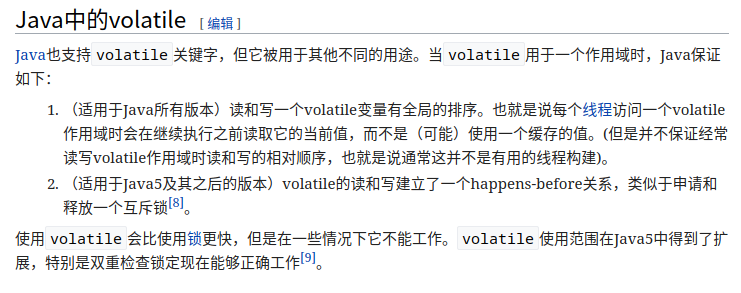 Java中的volatile [ 编辑 ]
Java也支持 volatile 关键字，但它被用于其他不同的用途。当 volatile 用于一个作用域时，Java保证
如下：
1. （适用于Java所有版本）读和写一个volatile变量有全局的排序。也就是说每个线程访问一个volatile
作用域时会在继续执行之前读取它的当前值，而不是（可能）使用一个缓存的值。(但是并不保证经常
读写volatile作用域时读和写的相对顺序，也就是说通常这并不是有用的线程构建)。
2. （适用于Java5及其之后的版本）volatile的读和写建立了一个happens-before关系，类似于申请和
释放一个互斥锁[8]。
使用 volatile 会比使用锁更快，但是在一些情况下它不能工作。 volatile 使用范围在Java5中得到了扩
展，特别是双重检查锁定现在能够正确工作[9]。